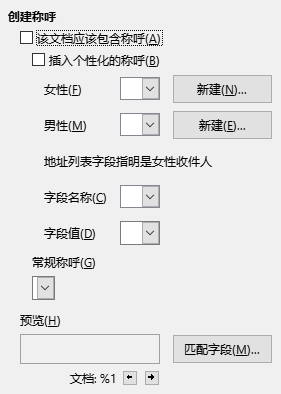 创建称呼
该文档应该包含称呼(A)
插入个性化的称呼(B)
女性(F)
新建(N)...
男性(M)
新建(E)...
地址列表字段指明是女性收件人
字段名称(C)
字段值(D)
常规称呼(G)
预览(H)
匹配字段(M)...
文档: %1